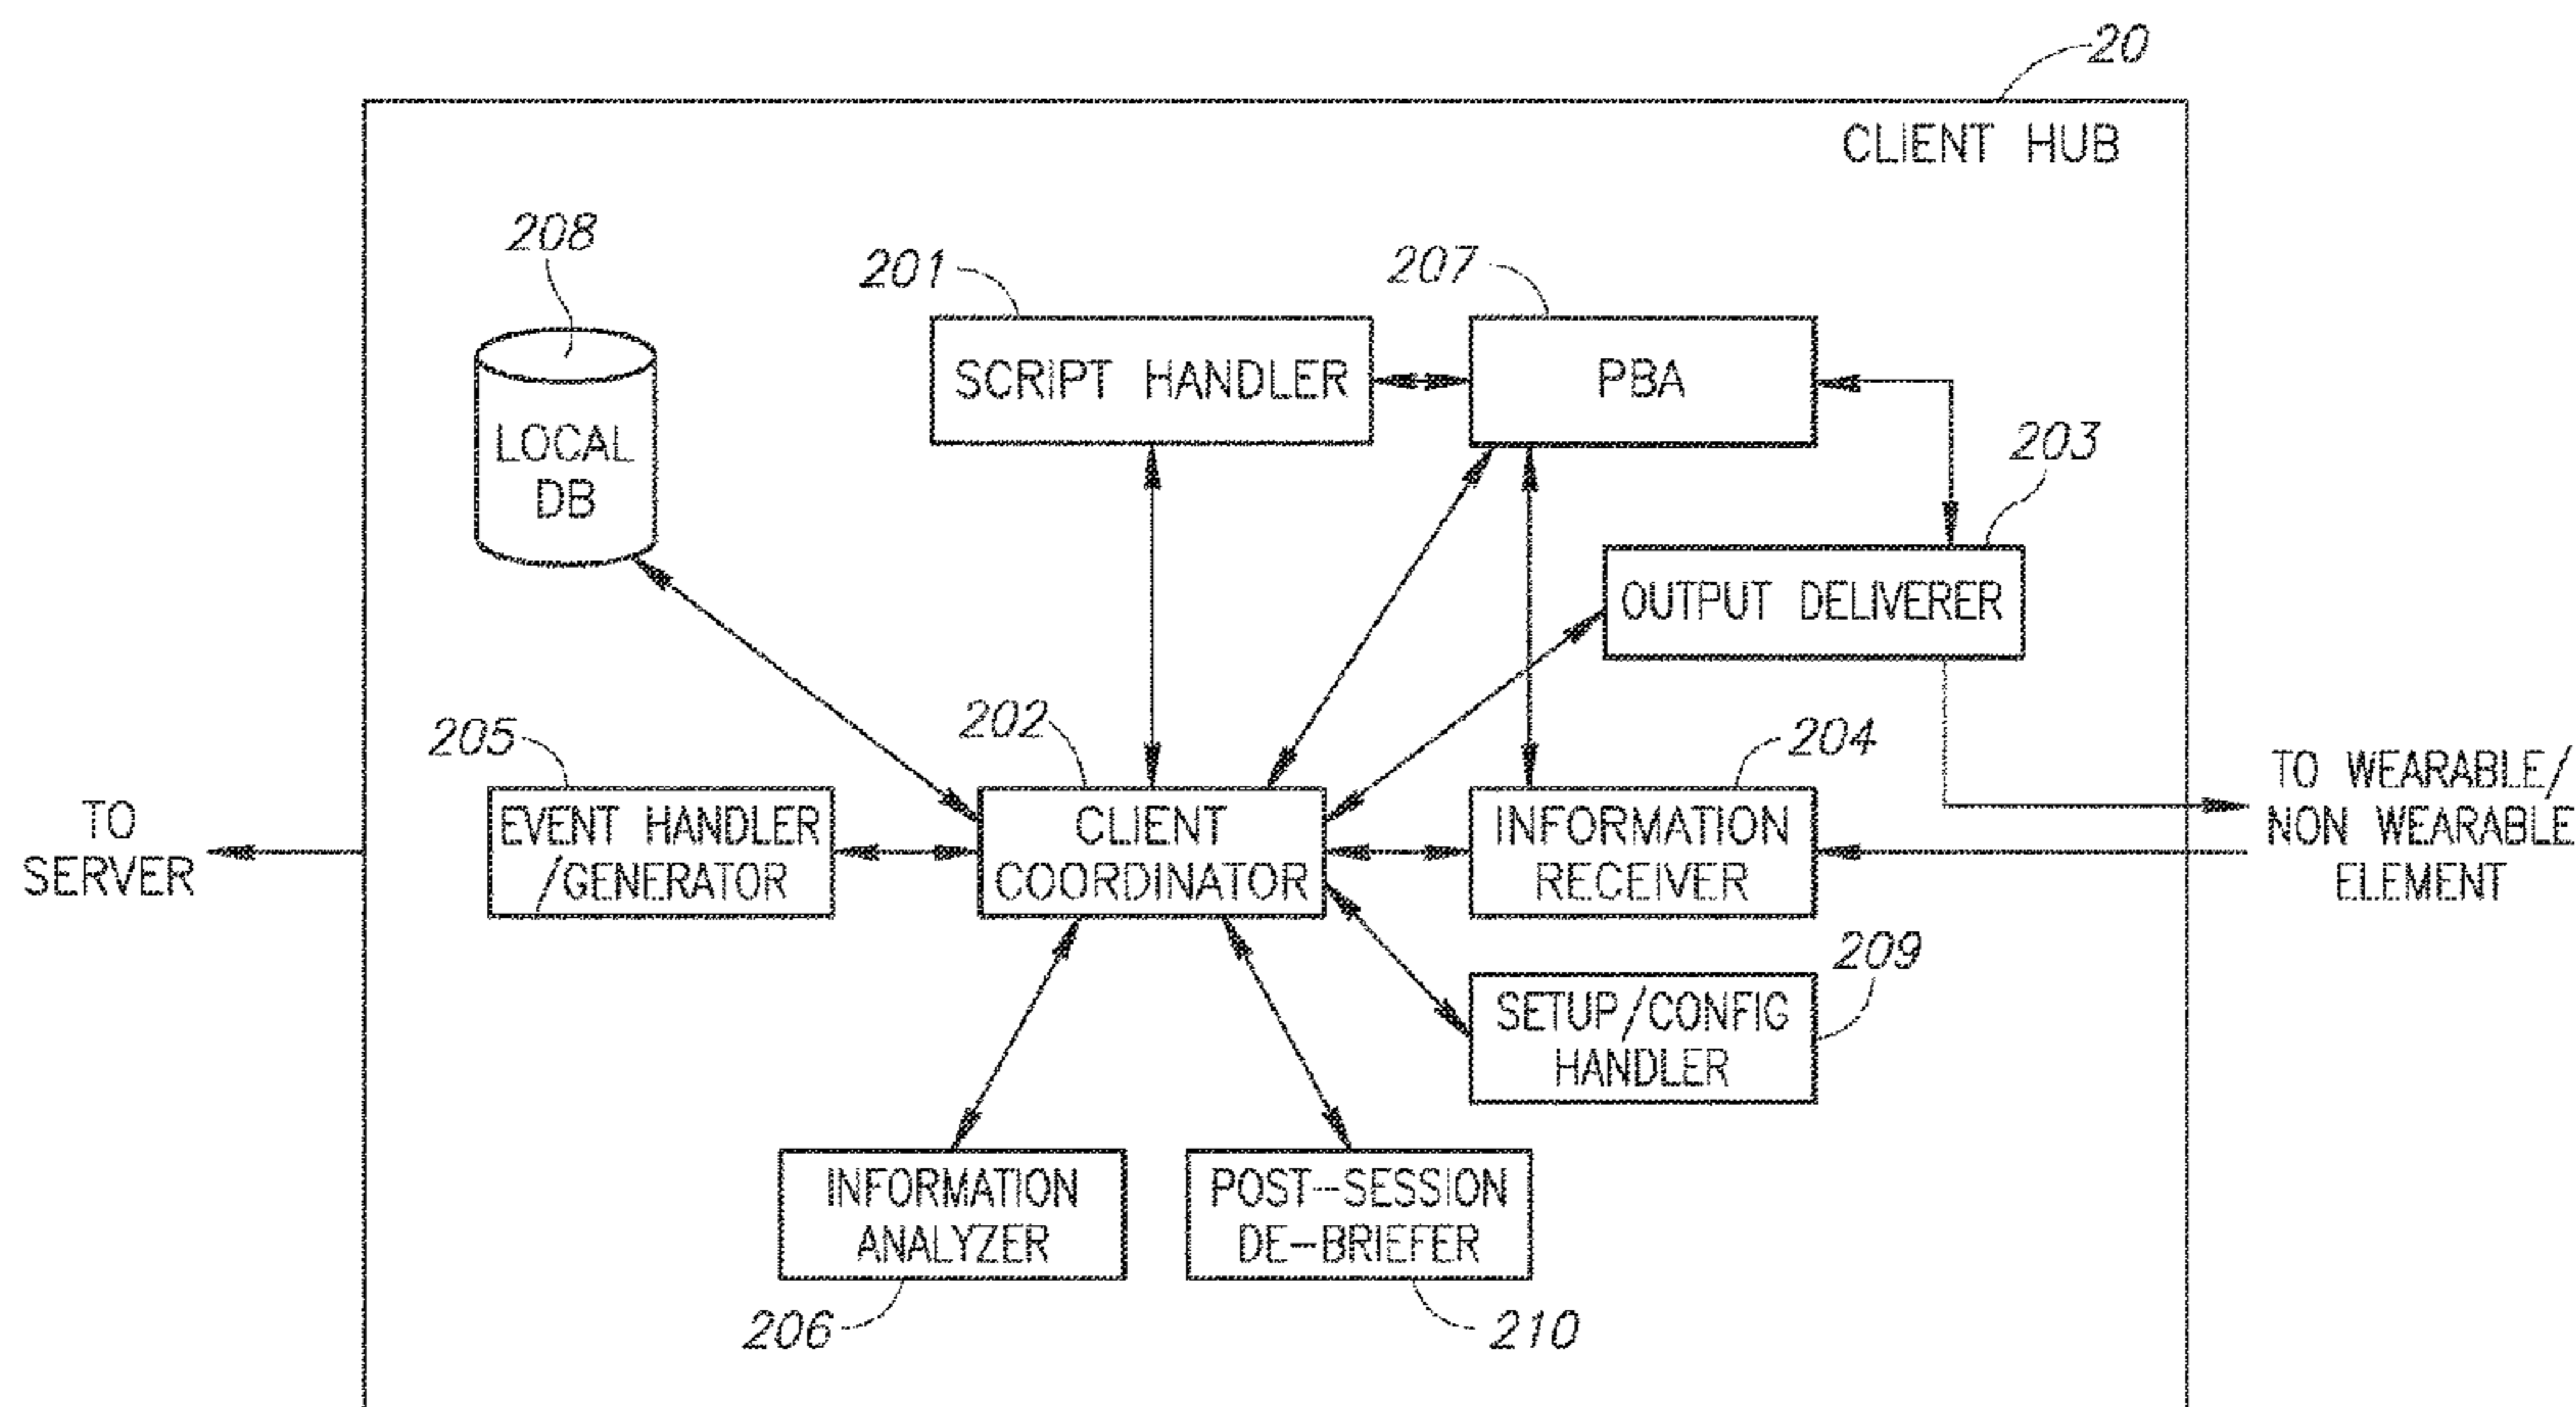 20
CLIENT HUB
208
201
207
SCRIPT HANDLER
PBA
LOCAL
DB
203
OUTPUT DELIVERER
205
202
204
TO
SERVER
EVENT HANDLER
/GENERATOR
CLIENT
COORDINATOR
INFORMATION
RECEIVER
TO WEARABLE/
NON WEARABLE
ELEMENT
209
SETUP/CONFIG
HANDLER
INFORMATION
ANALYZER
POST-SESSION
DE-BRIEFER
206
210